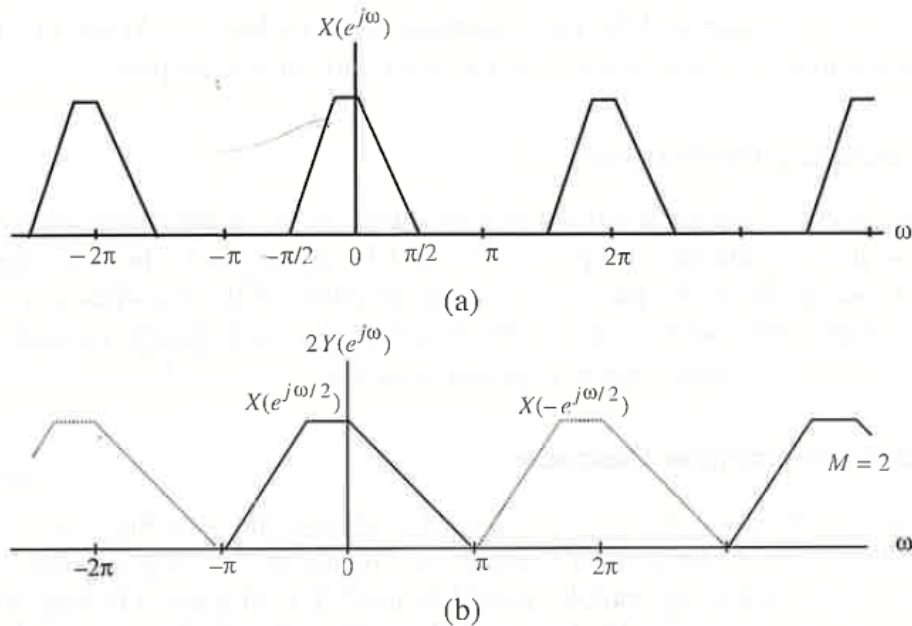 X(e^{jω})
−2π −π −π/2 0 π/2 π 2π ω
(a)
2Y(e^{jω})
X(e^{jω/2}) X(−e^{jω/2})
M = 2
−2π −π 0 π 2π ω
(b)